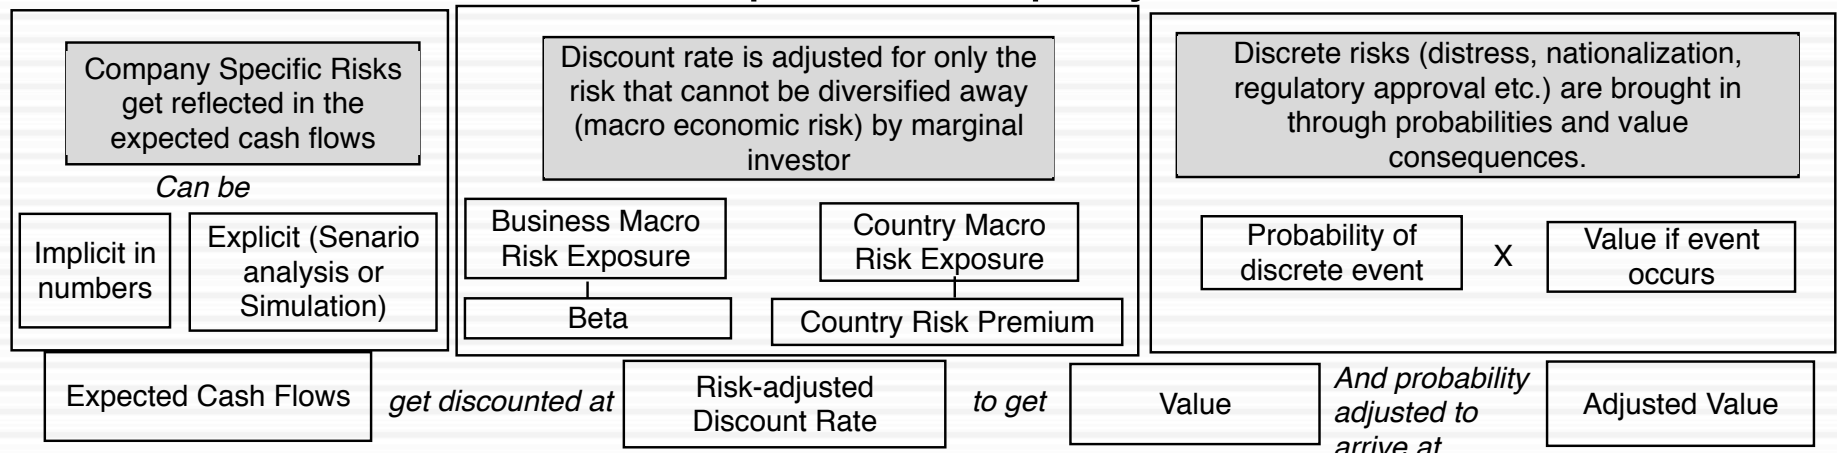 Company Specific Risks
get reflected in the
expected cash flows
Can be
Implicit in
numbers
Explicit (Senario
analysis or
Simulation)
Discount rate is adjusted for only the
risk that cannot be diversified away
(macro economic risk) by marginal
investor
Business Macro
Risk Exposure
Beta
Country Macro
Risk Exposure
Country Risk Premium
Discrete risks (distress, nationalization,
regulatory approval etc.) are brought in
through probabilities and value
consequences.
Probability of
discrete event
X
Value if event
occurs
Expected Cash Flows
get discounted at
Risk-adjusted
Discount Rate
to get
Value
And probability
adjusted to
arrive at
Adjusted Value